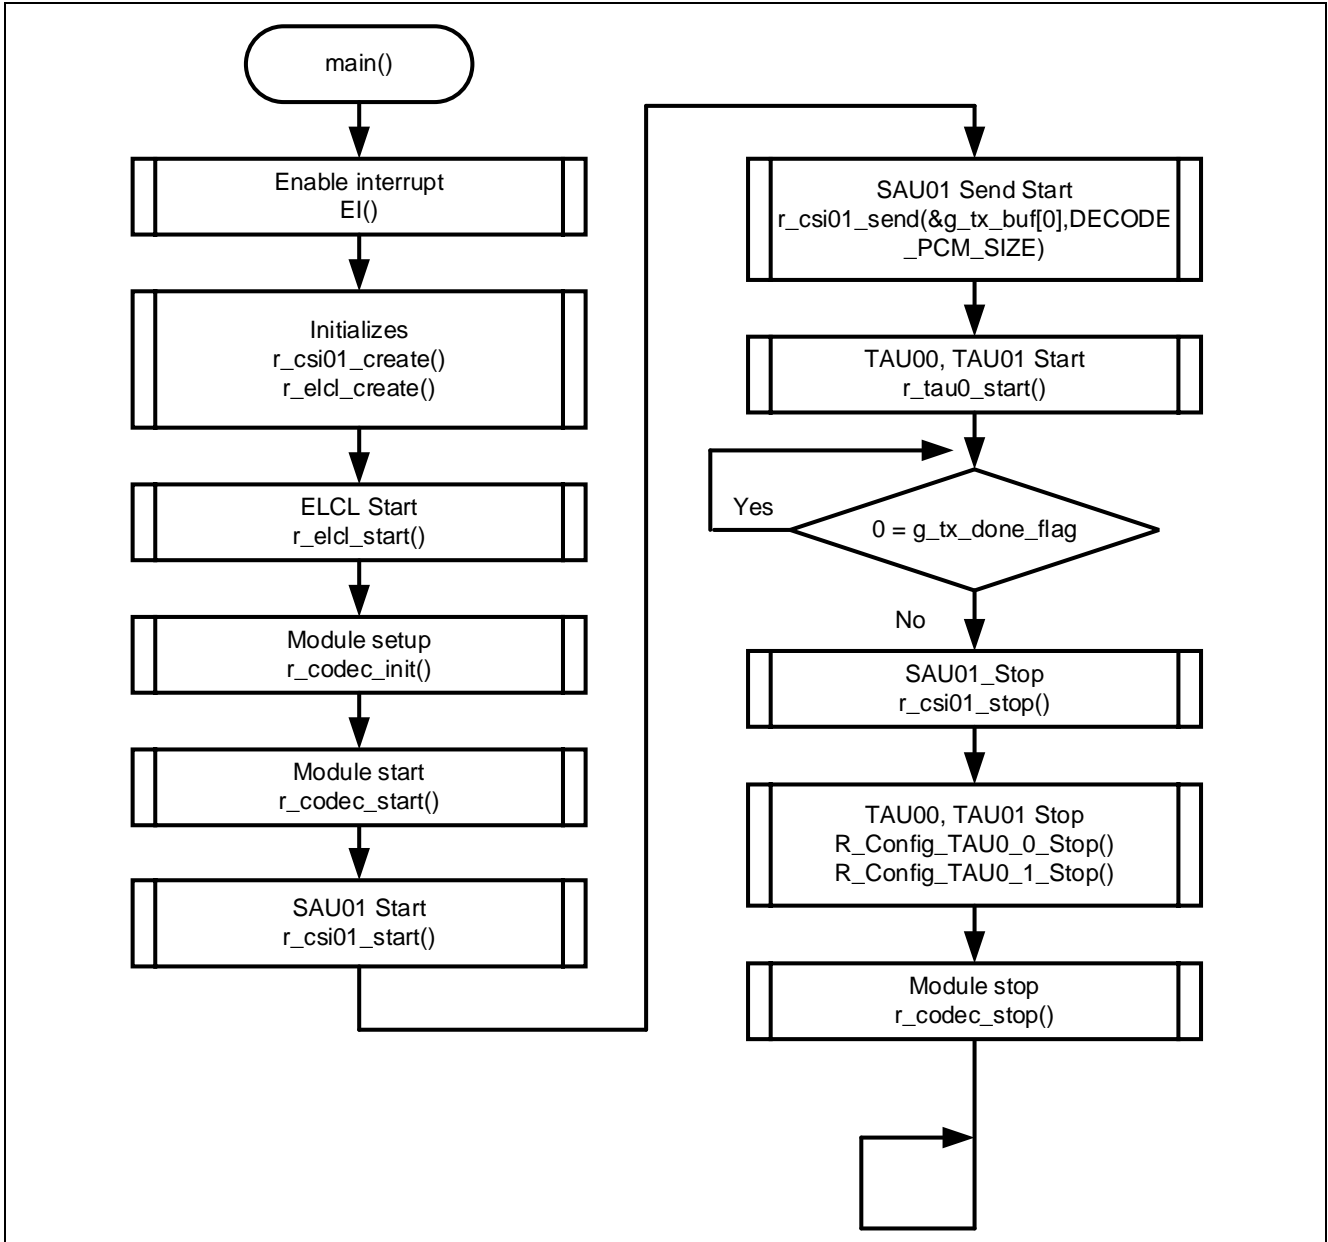 main()
Enable interrupt
EI()
Initializes
r_csi01_create()
r_elcl_create()
ELCL Start
r_elcl_start()
Module setup
r_codec_init()
Module start
r_codec_start()
SAU01 Start
r_csi01_start()
SAU01 Send Start
r_csi01_send(&g_tx_buf[0],DECODE
_PCM_SIZE)
TAU00, TAU01 Start
r_tau0_start()
Yes
0 = g_tx_done_flag
No
SAU01_Stop
r_csi01_stop()
TAU00, TAU01 Stop
R_Config_TAU0_0_Stop()
R_Config_TAU0_1_Stop()
Module stop
r_codec_stop()